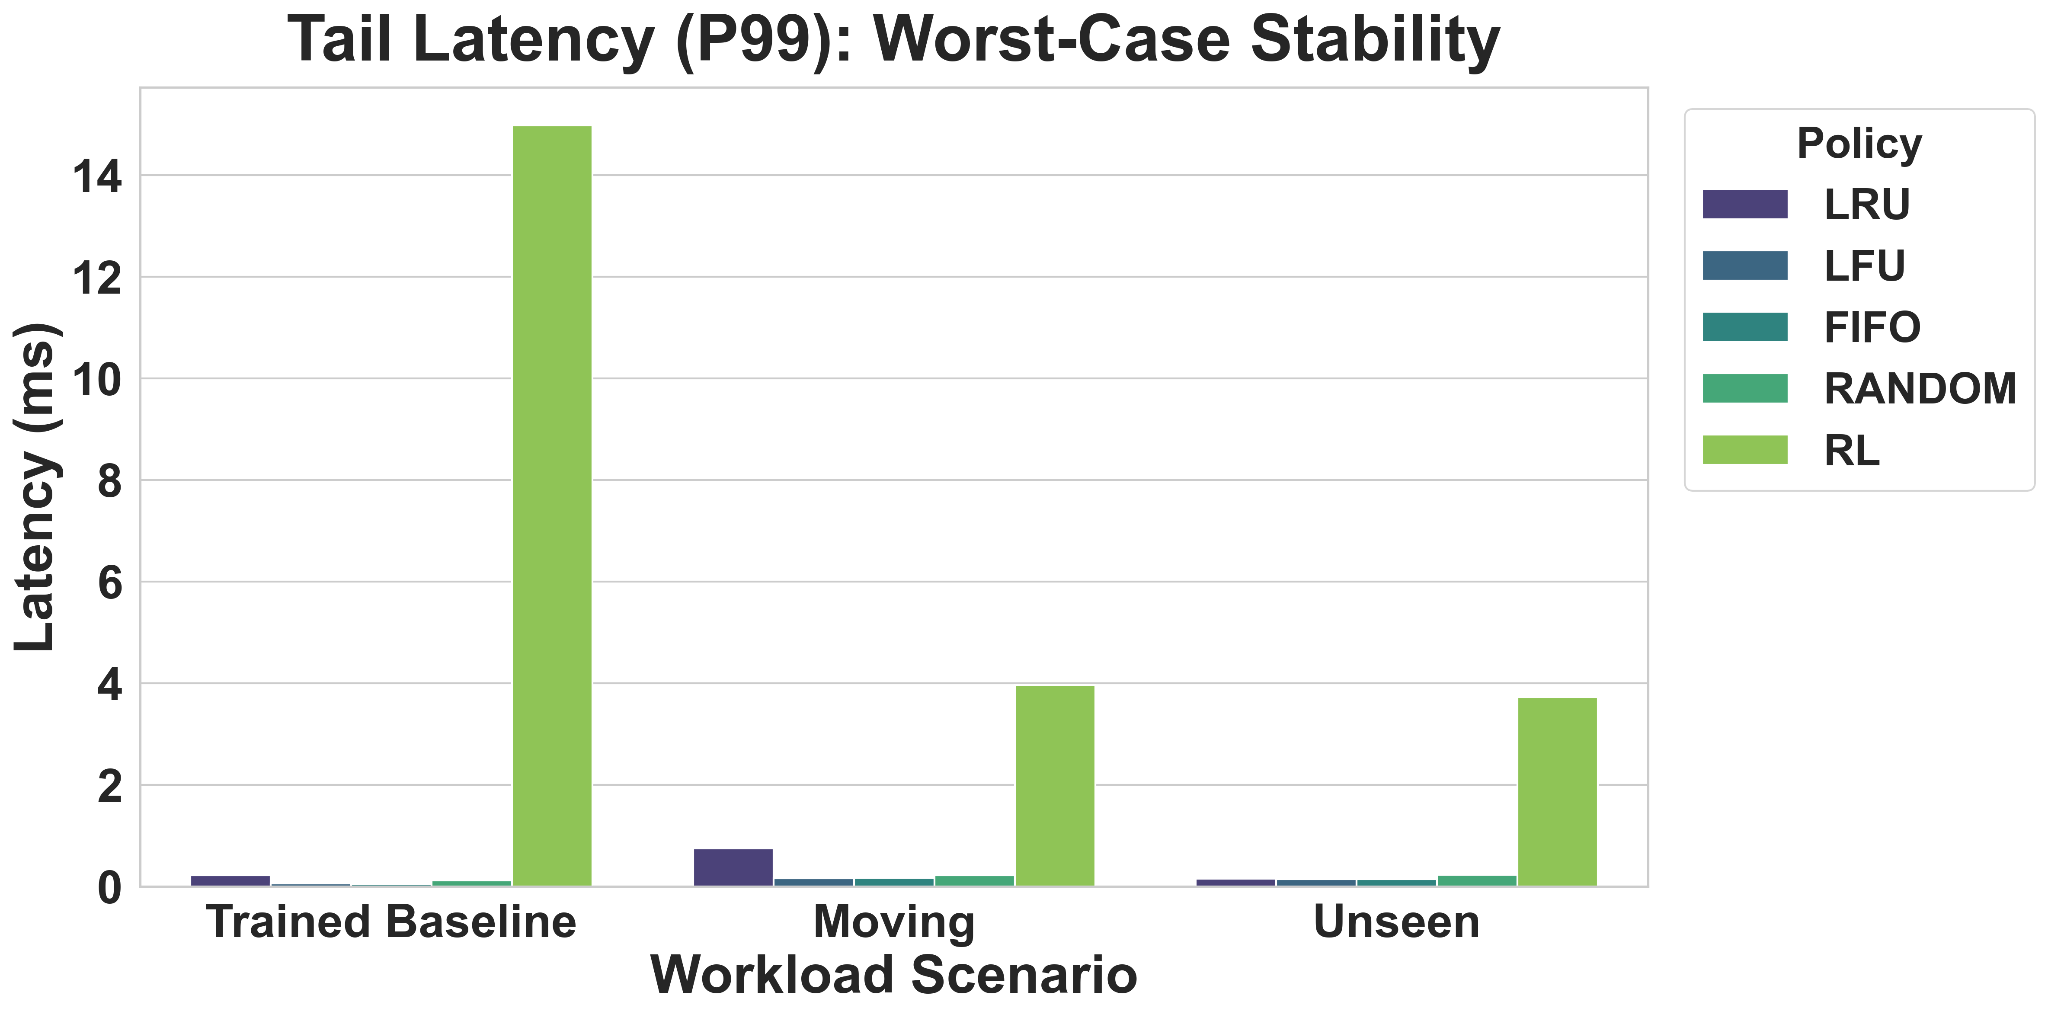 Tail Latency (P99): Worst-Case Stability
Latency (ms)
14
12
10
8
6
4
2
0
Trained Baseline
Moving
Unseen
Workload Scenario
Policy
LRU
LFU
FIFO
RANDOM
RL